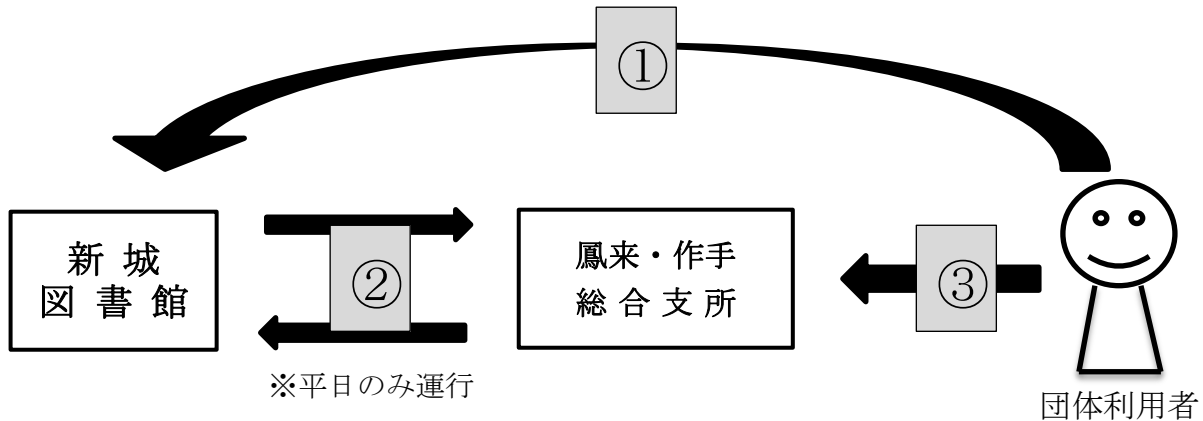 ①
新城
図書館
②
※平日のみ運行
鳳来・作手
総合支所
③
団体利用者